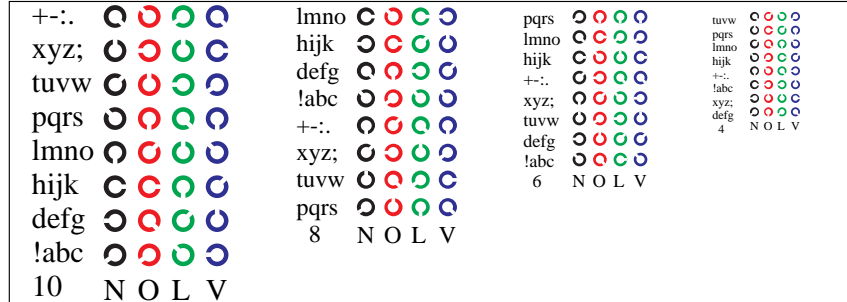 +-:.
xyz;
tuvw
pqrs
lmno
hijk
defg
!abc
10 N O L V
lmno
hijk
defg
!abc
+-:.
xyz;
tuvw
pqrs
8 N O L V
pqrs
lmno
hijk
+-:.
xyz;
tuvw
defg
!abc
6 N O L V
tuvw
pqrs
lmno
hijk
+-:.
!abc
xyz;
defg
4 N O L V